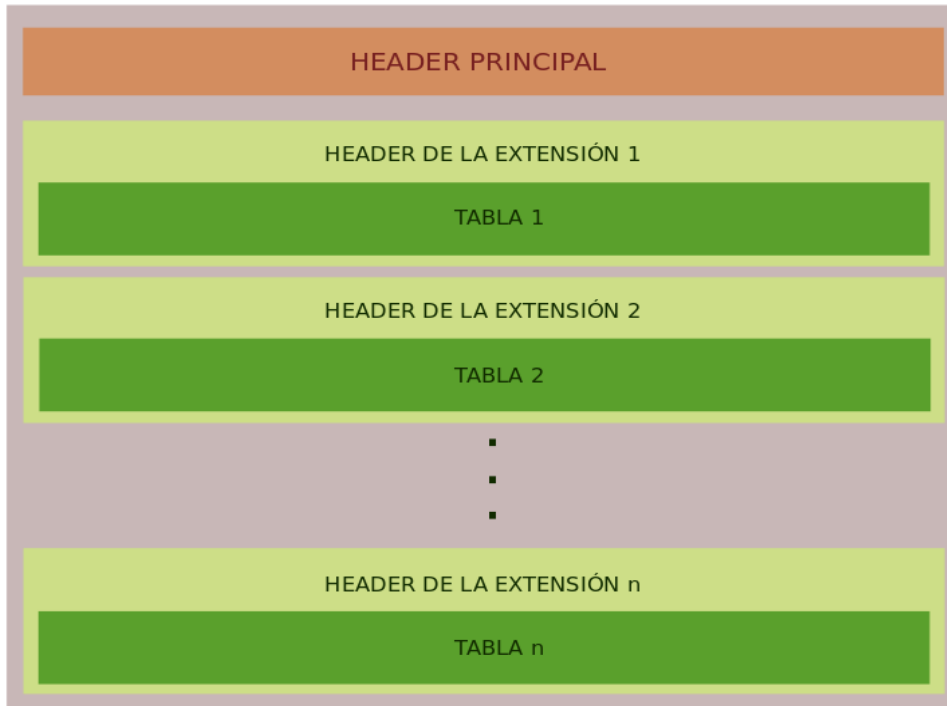 HEADER PRINCIPAL
HEADER DE LA EXTENSIÓN 1
TABLA 1
HEADER DE LA EXTENSIÓN 2
TABLA 2
.
.
.
HEADER DE LA EXTENSIÓN n
TABLA n